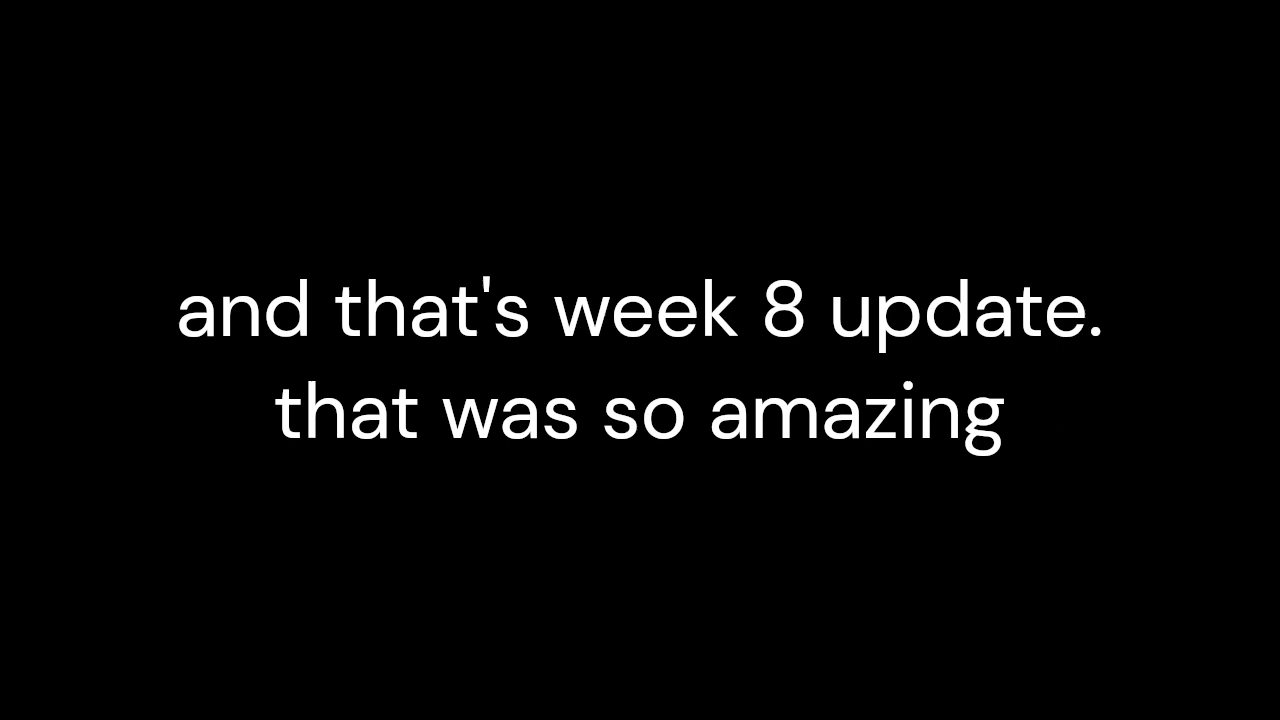 and that's week 8 update.
that was so amazing